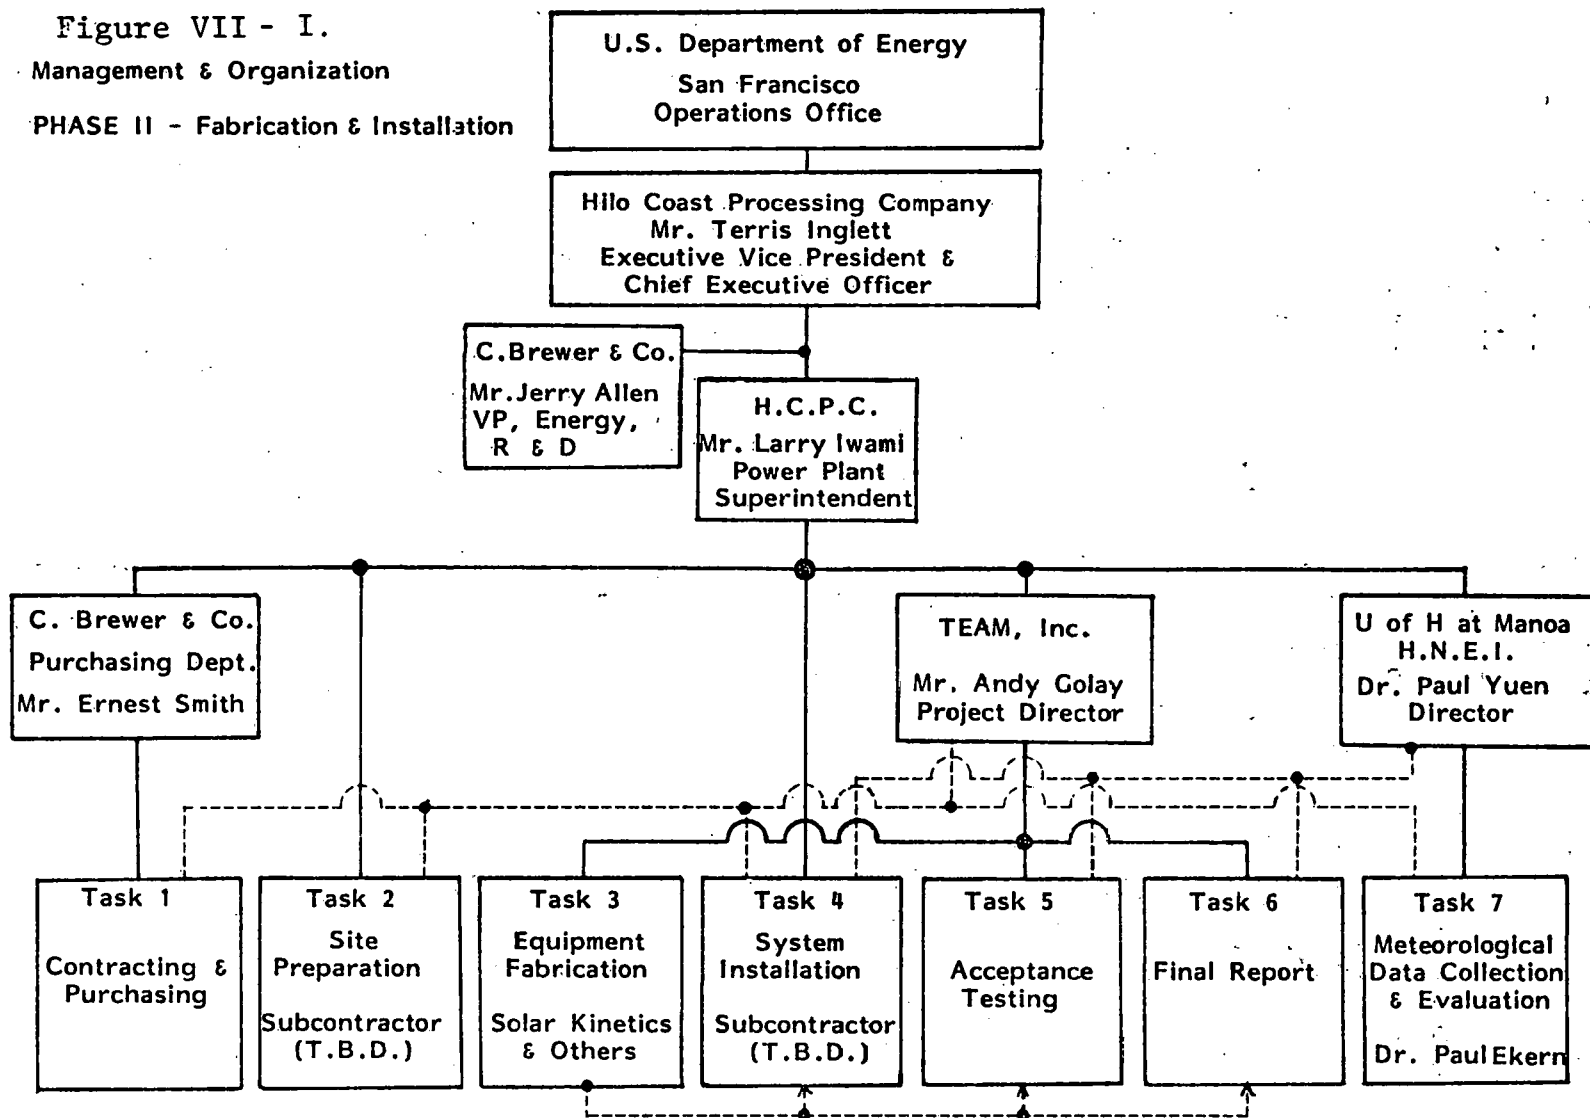 Figure VII - I.
Management & Organization
PHASE II - Fabrication & Installation
U.S. Department of Energy
San Francisco
Operations Office
Hilo Coast Processing Company
Mr. Terris Inglett
Executive Vice President &
Chief Executive Officer
C.Brewer & Co.
Mr.Jerry Allen
VP, Energy,
R & D
H.C.P.C.
Mr. Larry Iwami
Power Plant
Superintendent
C. Brewer & Co.
Purchasing Dept.
Mr. Ernest Smith
TEAM, Inc.
Mr. Andy Golay
Project Director
U of H at Manoa
H.N.E.I.
Dr. Paul Yuen
Director
Task 1
Contracting &
Purchasing
Task 2
Site
Preparation
Subcontractor
(T.B.D.)
Task 3
Equipment
Fabrication
Solar Kinetics
& Others
Task 4
System
Installation
Subcontractor
(T.B.D.)
Task 5
Acceptance
Testing
Task 6
Final Report
Task 7
Meteorological
Data Collection
& Evaluation
Dr. Paul Ekern